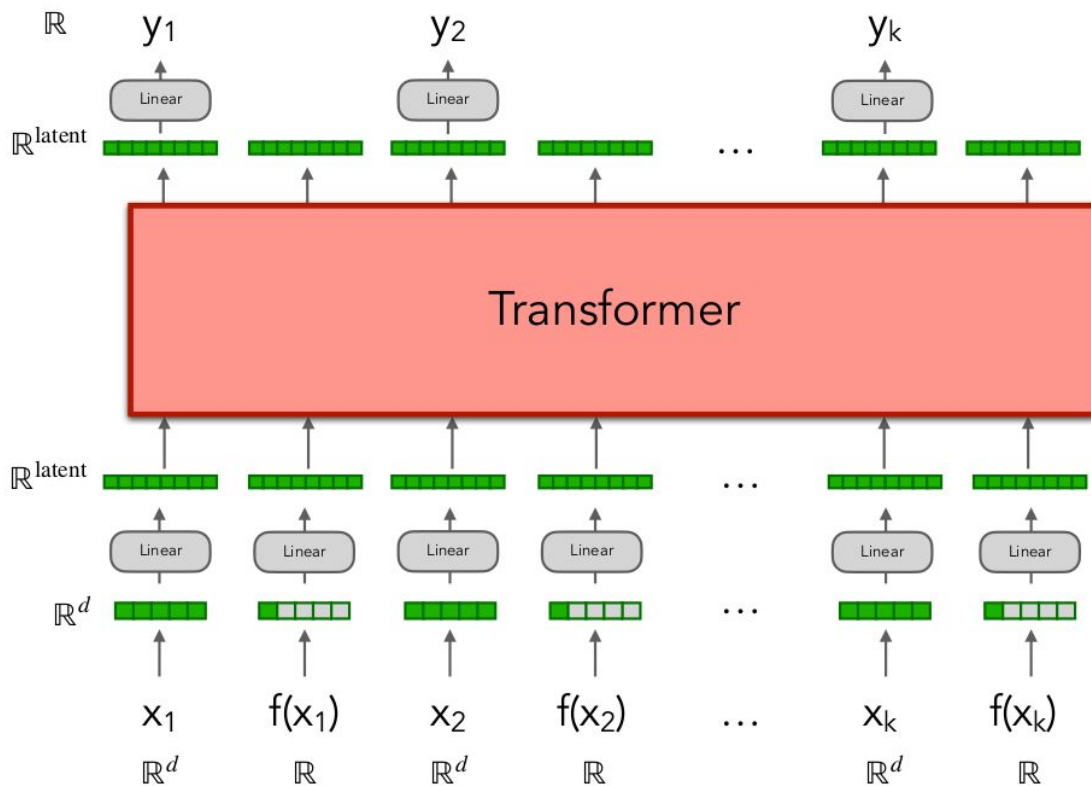 ℝ y₁ y₂ yₖ
Linear Linear Linear
ℝˡᵃᵗᵉⁿᵗ ...
Transformer
ℝˡᵃᵗᵉⁿᵗ ...
Linear Linear Linear Linear Linear Linear
ℝᵈ ...
x₁ f(x₁) x₂ f(x₂) ... xₖ f(xₖ)
ℝᵈ ℝ ℝᵈ ℝ ℝᵈ ℝ